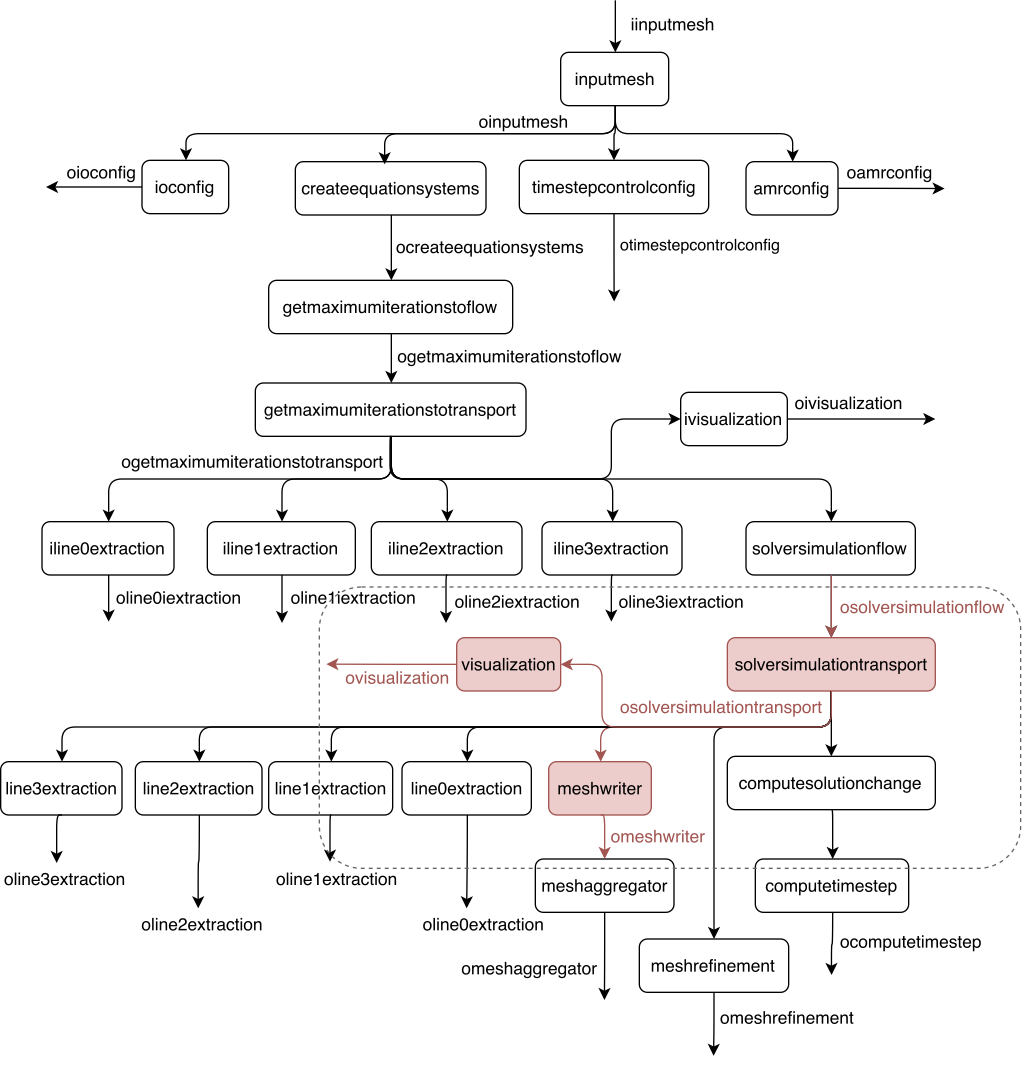 iinputmesh
inputmesh
oinputmesh
oioconfig
ioconfig
createequationsystems
timestepcontrolconfig
amrconfig
oamrconfig
ocreateequationsystems
otimestepcontrolconfig
getmaximumiterationstoflow
ogetmaximumiterationstoflow
getmaximumiterationstotransport
ivisualization
oivisualization
ogetmaximumiterationstotransport
iline0extraction
iline1extraction
iline2extraction
iline3extraction
solversimulationflow
oline0iextraction
oline1iextraction
oline2iextraction
oline3iextraction
osolversimulationflow
visualization
solversimulationtransport
ovisualization
osolversimulationtransport
line3extraction
line2extraction
line1extraction
line0extraction
meshwriter
computesolutionchange
omeshwriter
oline3extraction
oline1extraction
meshaggregator
computetimestep
oline2extraction
oline0extraction
ocomputetimestep
omeshaggregator
meshrefinement
omeshrefinement